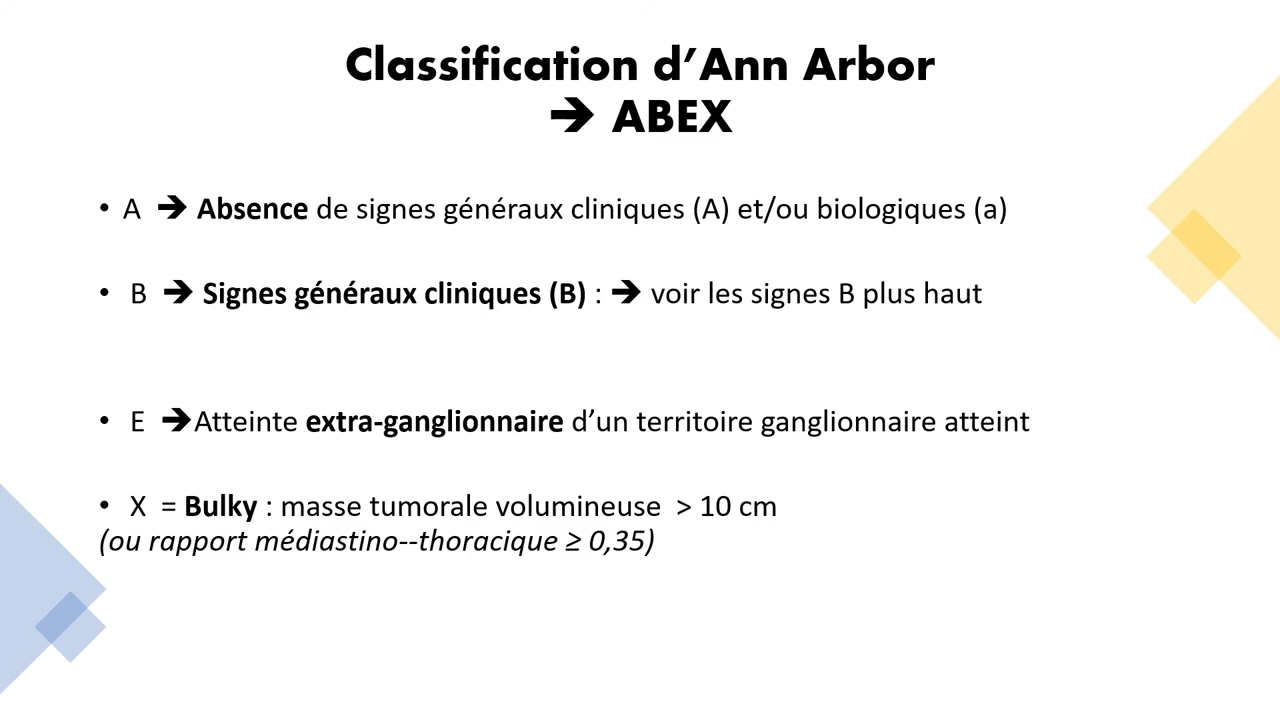 Classification d’Ann Arbor
➔ ABEX
• A ➔ Absence de signes généraux cliniques (A) et/ou biologiques (a)
• B ➔ Signes généraux cliniques (B) : ➔ voir les signes B plus haut
• E ➔Atteinte extra-ganglionnaire d’un territoire ganglionnaire atteint
• X = Bulky : masse tumorale volumineuse > 10 cm
(ou rapport médiastino--thoracique ≥ 0,35)